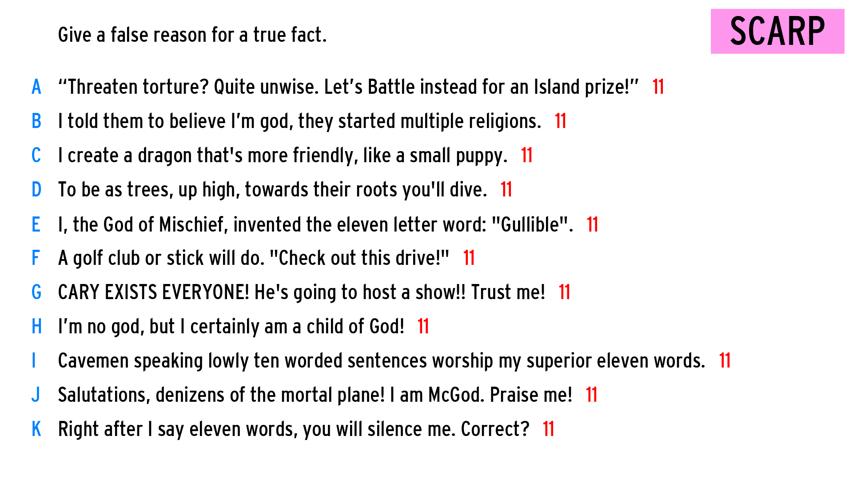 Give a false reason for a true fact.
SCARP
A “Threaten torture? Quite unwise. Let’s Battle instead for an Island prize!” 11
B I told them to believe I’m god, they started multiple religions. 11
C I create a dragon that's more friendly, like a small puppy. 11
D To be as trees, up high, towards their roots you'll dive. 11
E I, the God of Mischief, invented the eleven letter word: "Gullible". 11
F A golf club or stick will do. "Check out this drive!" 11
G CARY EXISTS EVERYONE! He's going to host a show!! Trust me! 11
H I’m no god, but I certainly am a child of God! 11
I Cavemen speaking lowly ten worded sentences worship my superior eleven words. 11
J Salutations, denizens of the mortal plane! I am McGod. Praise me! 11
K Right after I say eleven words, you will silence me. Correct? 11